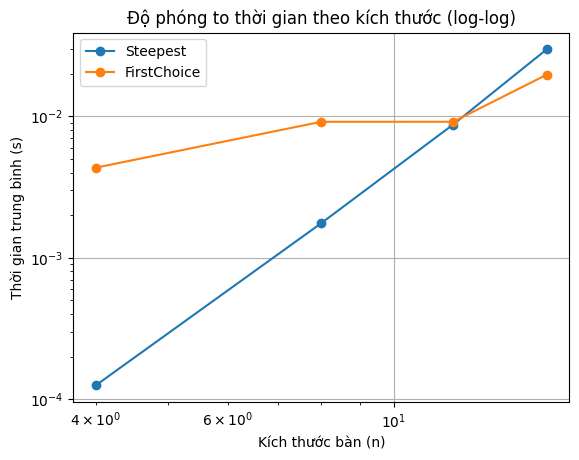 Độ phóng to thời gian theo kích thước (log-log)
Steepest
FirstChoice
Thời gian trung bình (s)
10⁻²
10⁻³
10⁻⁴
4 × 10⁰
6 × 10⁰
10¹
Kích thước bàn (n)